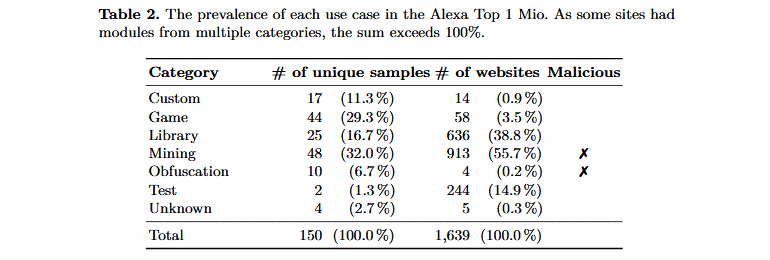 Table 2. The prevalence of each use case in the Alexa Top 1 Mio. As some sites had
modules from multiple categories, the sum exceeds 100%.
Category # of unique samples # of websites Malicious
Custom 17 (11.3%) 14 (0.9%)
Game 44 (29.3%) 58 (3.5%)
Library 25 (16.7%) 636 (38.8%)
Mining 48 (32.0%) 913 (55.7%) ✗
Obfuscation 10 (6.7%) 4 (0.2%) ✗
Test 2 (1.3%) 244 (14.9%)
Unknown 4 (2.7%) 5 (0.3%)
Total 150 (100.0%) 1,639 (100.0%)